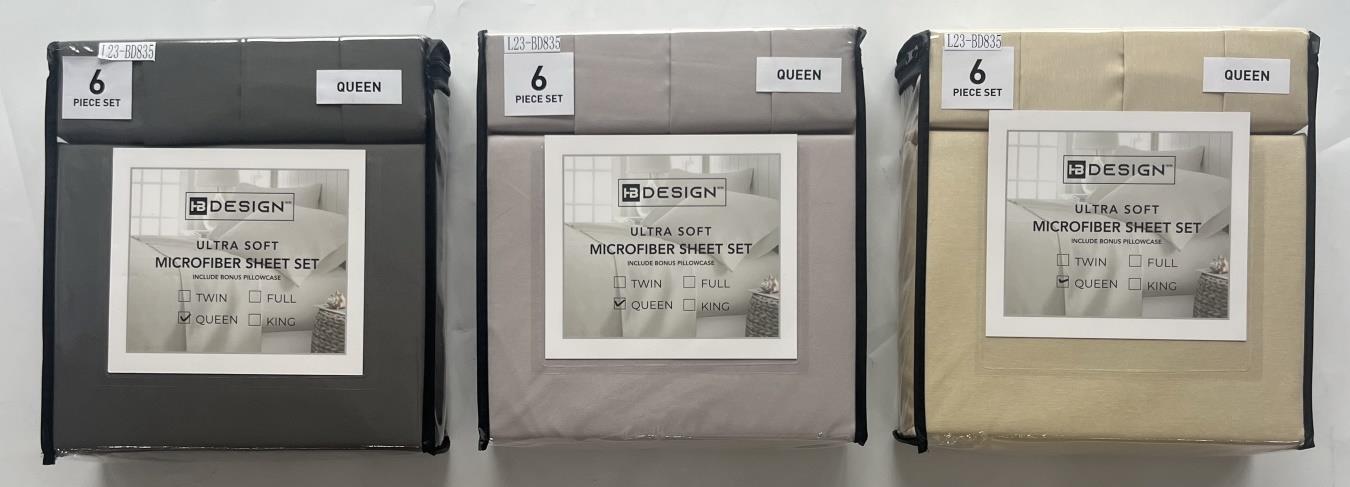 L23-BD835
6
PIECE SET
QUEEN
HB DESIGN
ULTRA SOFT
MICROFIBER SHEET SET
INCLUDE BONUS PILLOWCASE
TWIN FULL
QUEEN KING
L23-BD835
6
PIECE SET
QUEEN
HB DESIGN
ULTRA SOFT
MICROFIBER SHEET SET
INCLUDE BONUS PILLOWCASE
TWIN FULL
QUEEN KING
L23-BD835
6
PIECE SET
QUEEN
HB DESIGN
ULTRA SOFT
MICROFIBER SHEET SET
INCLUDE BONUS PILLOWCASE
TWIN FULL
QUEEN KING